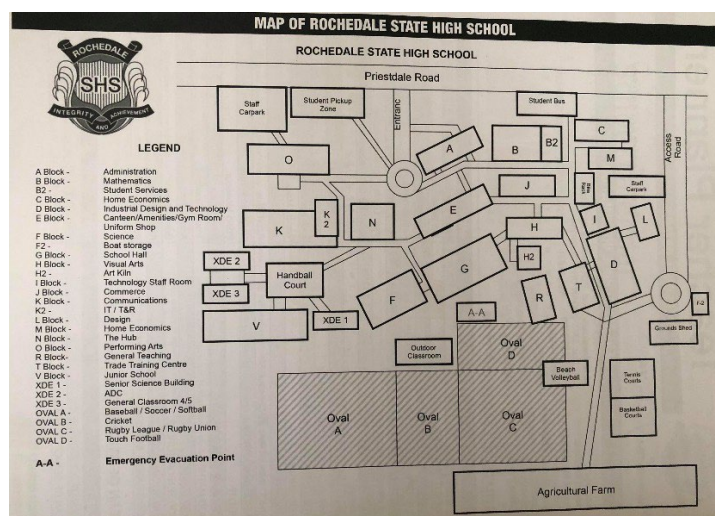 MAP OF ROCHEDALE STATE HIGH SCHOOL
ROCHEDALE
SHS
INTEGRITY AND ACHIEVEMENT
ROCHEDALE STATE HIGH SCHOOL
Priestdale Road
LEGEND
A Block - Administration
B Block - Mathematics
B2 - Student Services
C Block - Home Economics
D Block - Industrial Design and Technology
E Block - Canteen/Amenities/Gym Room/
Uniform Shop
F Block - Science
F2 - Boat storage
G Block - School Hall
H Block - Visual Arts
H2 - Art Kiln
I Block - Technology Staff Room
J Block - Commerce
K Block - Communications
K2 - IT / T&R
L Block - Design
M Block - Home Economics
N Block - The Hub
O Block - Performing Arts
R Block- General Teaching
T Block - Trade Training Centre
V Block - Junior School
XDE 1 - Senior Science Building
XDE 2 - ADC
XDE 3 - General Classroom 4/5
OVAL A - Baseball / Soccer / Softball
OVAL B - Cricket
OVAL C - Rugby League / Rugby Union
OVAL D - Touch Football
A-A - Emergency Evacuation Point
Staff
Carpark
Student Pickup
Zone
Entranc
Student Bus
Access
Road
O
A
B
B2
C
M
J
Staff
Carpark
K
K
2
N
E
H
H2
I
L
D
G
T
R
F
XDE 2
XDE 3
Handball
Court
V
XDE 1
A-A
Grounds Shed
Outdoor
Classroom
Oval
D
Beach
Volleyball
Tennis
Courts
Basketball
Courts
Oval
A
Oval
B
Oval
C
Agricultural Farm